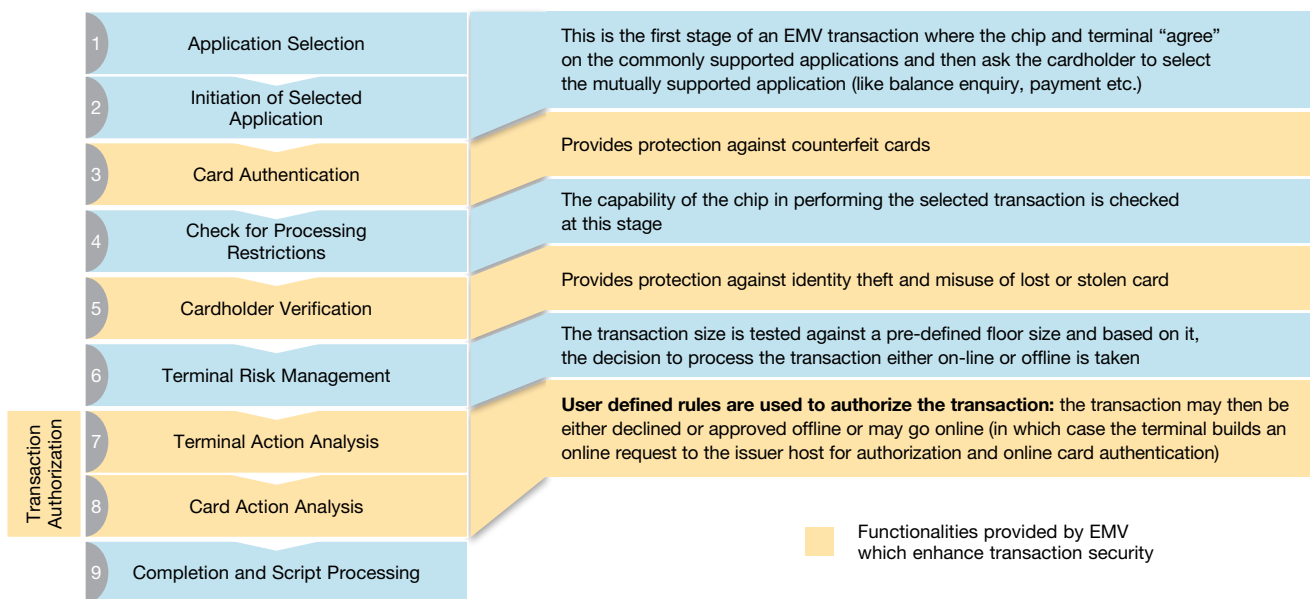 1
Application Selection
2
Initiation of Selected
Application
3
Card Authentication
4
Check for Processing
Restrictions
5
Cardholder Verification
6
Terminal Risk Management
Transaction
Authorization
7
Terminal Action Analysis
8
Card Action Analysis
9
Completion and Script Processing
This is the first stage of an EMV transaction where the chip and terminal “agree”
on the commonly supported applications and then ask the cardholder to select
the mutually supported application (like balance enquiry, payment etc.)
Provides protection against counterfeit cards
The capability of the chip in performing the selected transaction is checked
at this stage
Provides protection against identity theft and misuse of lost or stolen card
The transaction size is tested against a pre-defined floor size and based on it,
the decision to process the transaction either on-line or offline is taken
User defined rules are used to authorize the transaction: the transaction may then be
either declined or approved offline or may go online (in which case the terminal builds an
online request to the issuer host for authorization and online card authentication)
Functionalities provided by EMV
which enhance transaction security